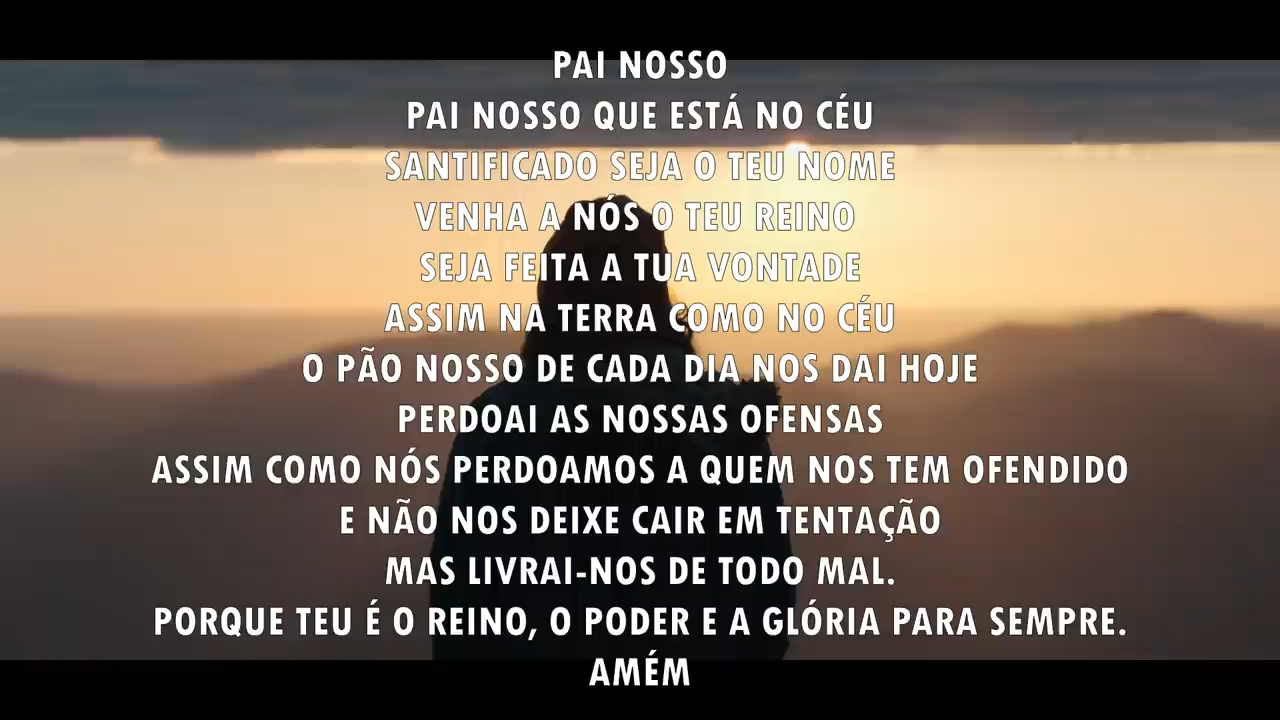 PAI NOSSO
PAI NOSSO QUE ESTÁ NO CÉU
SANTIFICADO SEJA O TEU NOME
VENHA A NÓS O TEU REINO
SEJA FEITA A TUA VONTADE
ASSIM NA TERRA COMO NO CÉU
O PÃO NOSSO DE CADA DIA NOS DAI HOJE
PERDOAI AS NOSSAS OFENSAS
ASSIM COMO NÓS PERDOAMOS A QUEM NOS TEM OFENDIDO
E NÃO NOS DEIXE CAIR EM TENTAÇÃO
MAS LIVRAI-NOS DE TODO MAL.
PORQUE TEU É O REINO, O PODER E A GLÓRIA PARA SEMPRE.
AMÉM